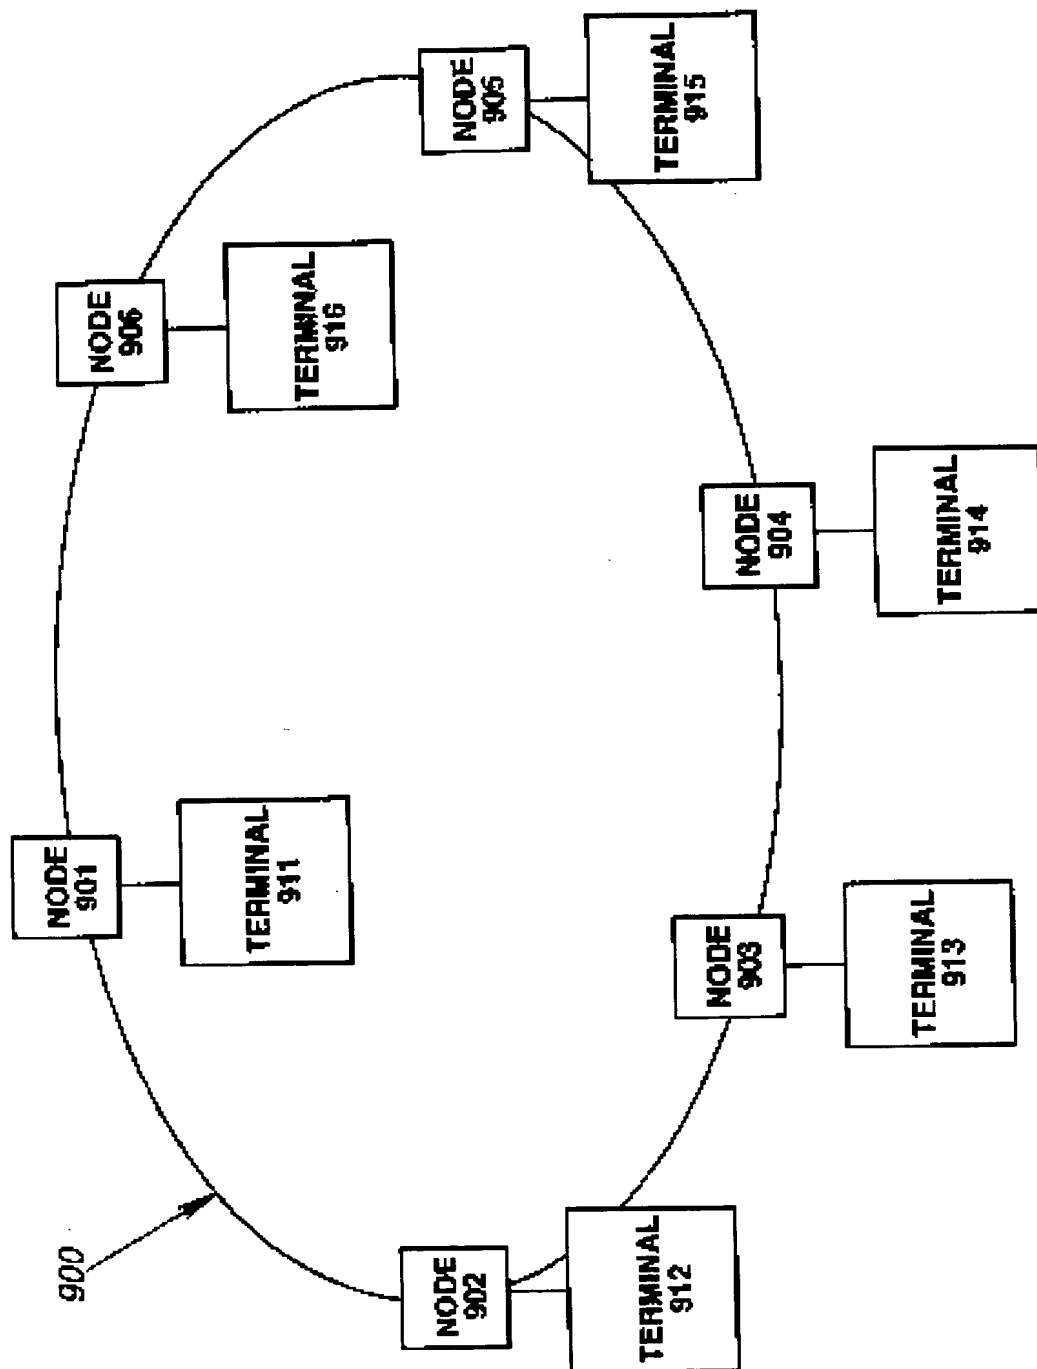 900
NODE
901
TERMINAL
911
NODE
902
TERMINAL
912
NODE
903
TERMINAL
913
NODE
904
TERMINAL
914
NODE
905
TERMINAL
915
NODE
906
TERMINAL
916